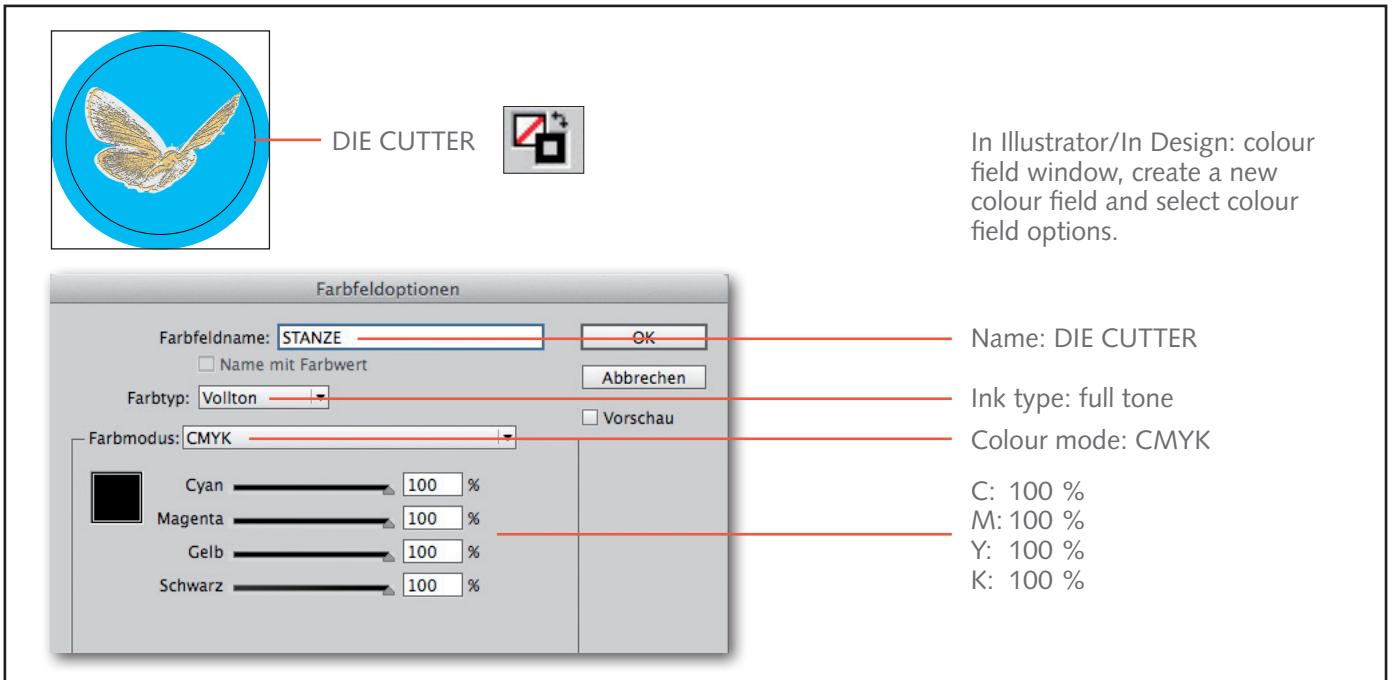 DIE CUTTER
In Illustrator/In Design: colour
field window, create a new
colour field and select colour
field options.
Farbfeldoptionen
Farbfeldname: STANZE
OK
Name mit Farbwert
Abbrechen
Farbtyp: Vollton
Vorschau
Farbmodus: CMYK
Cyan 100 %
Magenta 100 %
Gelb 100 %
Schwarz 100 %
Name: DIE CUTTER
Ink type: full tone
Colour mode: CMYK
C: 100 %
M: 100 %
Y: 100 %
K: 100 %